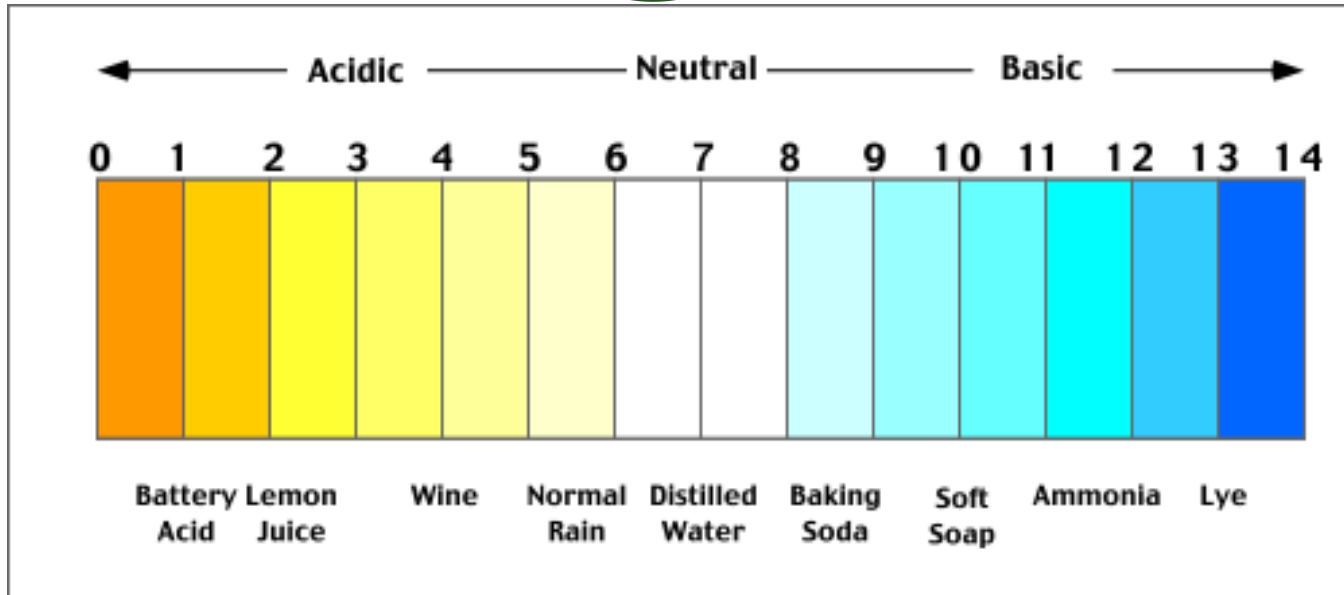 Acidic Neutral Basic
0 1 2 3 4 5 6 7 8 9 10 11 12 13 14
Battery Lemon Wine Normal Distilled Baking Soft Ammonia Lye
Acid Juice Rain Water Soda Soap